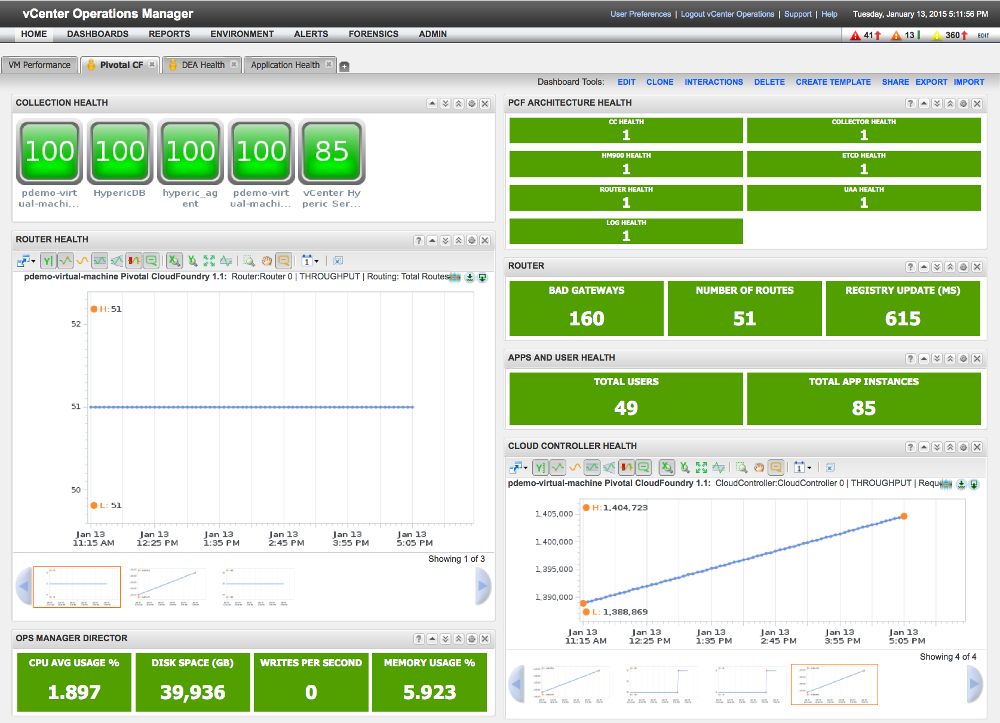 vCenter Operations Manager
User Preferences | Logout vCenter Operations | Support | Help
Tuesday, January 13, 2015 5:11:56 PM
HOME DASHBOARDS REPORTS ENVIRONMENT ALERTS FORENSICS ADMIN
41 13 360 EDIT
VM Performance Pivotal CF DEA Health Application Health
Dashboard Tools: EDIT CLONE INTERACTIONS DELETE CREATE TEMPLATE SHARE EXPORT IMPORT
COLLECTION HEALTH
100 100 100 100 85
pdemo-virt HypericDB hyperic_ag pdemo-virt vCenter Hy
ual-machi... ent ual-machi... peric Ser...
ROUTER HEALTH
pdemo-virtual-machine Pivotal CloudFoundry 1.1: Router:Router 0 | THROUGHPUT | Routing: Total Routes
H: 51
52
51
50
L: 51
Jan 13 Jan 13 Jan 13 Jan 13 Jan 13 Jan 13
11:15 AM 12:25 PM 1:35 PM 2:45 PM 3:55 PM 5:05 PM
Showing 1 of 3
OPS MANAGER DIRECTOR
CPU AVG USAGE % DISK SPACE (GB) WRITES PER SECOND MEMORY USAGE %
1.897 39,936 0 5.923
PCF ARCHITECTURE HEALTH
CC HEALTH COLLECTOR HEALTH
1 1
HM900 HEALTH ETCD HEALTH
1 1
ROUTER HEALTH UAA HEALTH
1 1
LOG HEALTH
1
ROUTER
BAD GATEWAYS NUMBER OF ROUTES REGISTRY UPDATE (MS)
160 51 615
APPS AND USER HEALTH
TOTAL USERS TOTAL APP INSTANCES
49 85
CLOUD CONTROLLER HEALTH
pdemo-virtual-machine Pivotal CloudFoundry 1.1: CloudController:CloudController 0 | THROUGHPUT | Requ
H: 1,404,723
1,405,000
1,400,000
1,395,000
1,390,000
L: 1,388,869
Jan 13 Jan 13 Jan 13 Jan 13 Jan 13 Jan 13
11:15 AM 12:25 PM 1:35 PM 2:45 PM 3:55 PM 5:05 PM
Showing 4 of 4